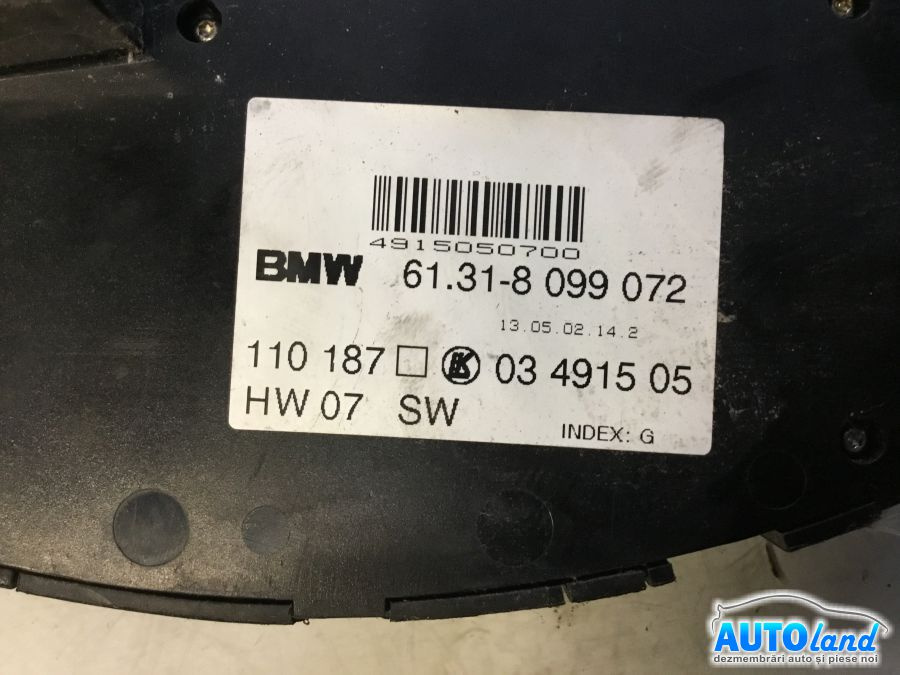 4915050700
BMW 61.31-8 099 072
13.05.02.14.2
110 187 □ K 03 4915 05
HW 07 SW
INDEX: G
AUTOland
dezmembrări auto și piese noi